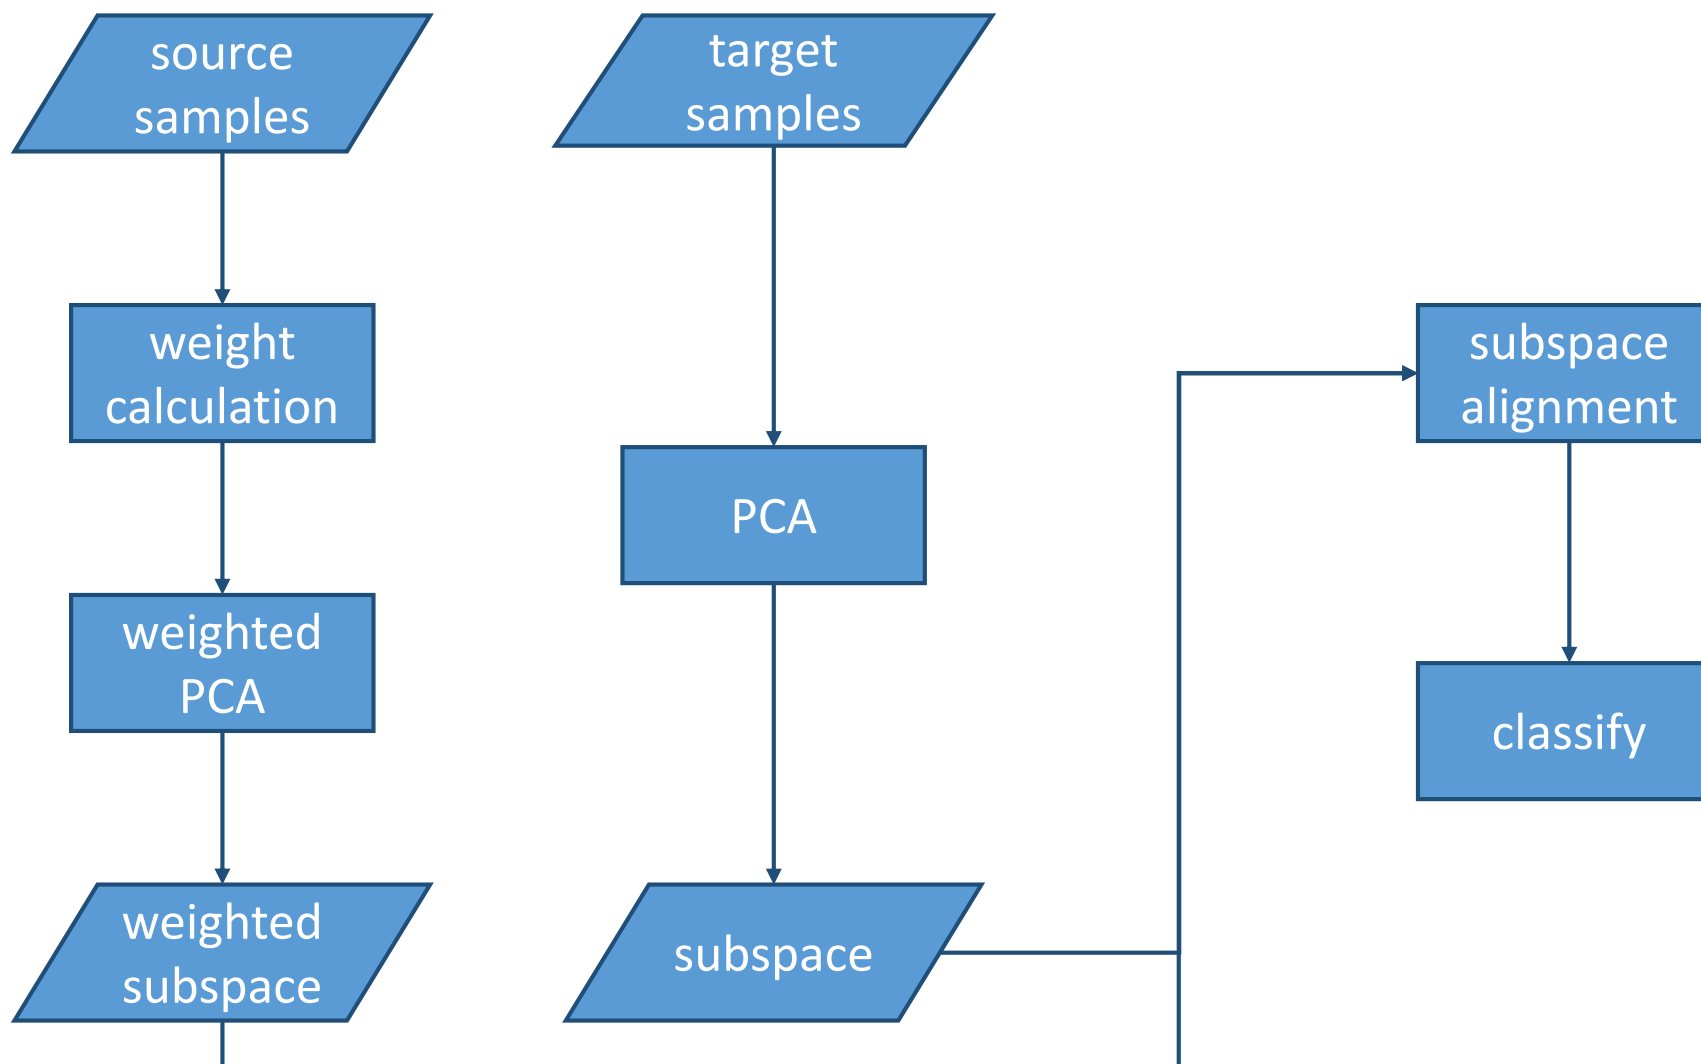 source
samples
weight
calculation
weighted
PCA
weighted
subspace
target
samples
PCA
subspace
subspace
alignment
classify